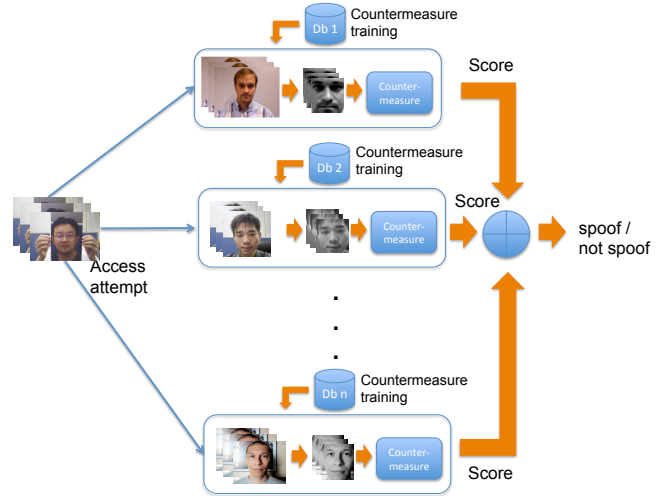 Db 1
Countermeasure
training
Score
Counter-
measure
Db 2
Countermeasure
training
Score
Counter-
measure
spoof /
not spoof
Access
attempt
.
.
.
Db n
Countermeasure
training
Counter-
measure
Score